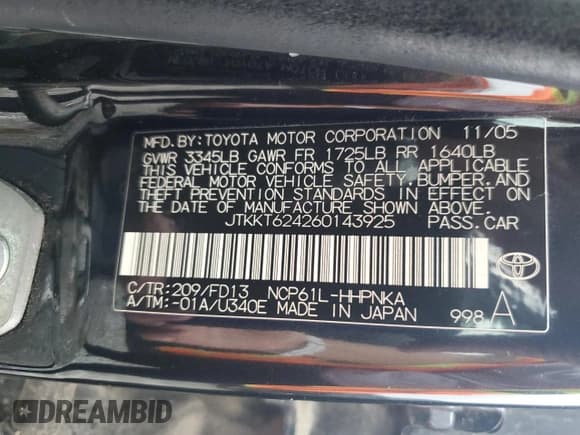 MFD. BY: TOYOTA MOTOR CORPORATION 11/05
GVWR 3345LB GAWR FR 1725LB RR 1640LB
THIS VEHICLE CONFORMS TO ALL APPLICABLE
FEDERAL MOTOR VEHICLE SAFETY, BUMPER, AND
THEFT PREVENTION STANDARDS IN EFFECT ON
THE DATE OF MANUFACTURE SHOWN ABOVE.
JTKKT624260143925 PASS.CAR
C/TR: 209/FD13 NCP61L-HHPNKA
A/TM: -01A/U340E MADE IN JAPAN 998 A
DREAMBID